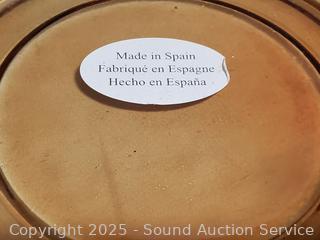 Made in Spain
Fabriqué en Espagne
Hecho en España
Copyright 2025 - Sound Auction Service